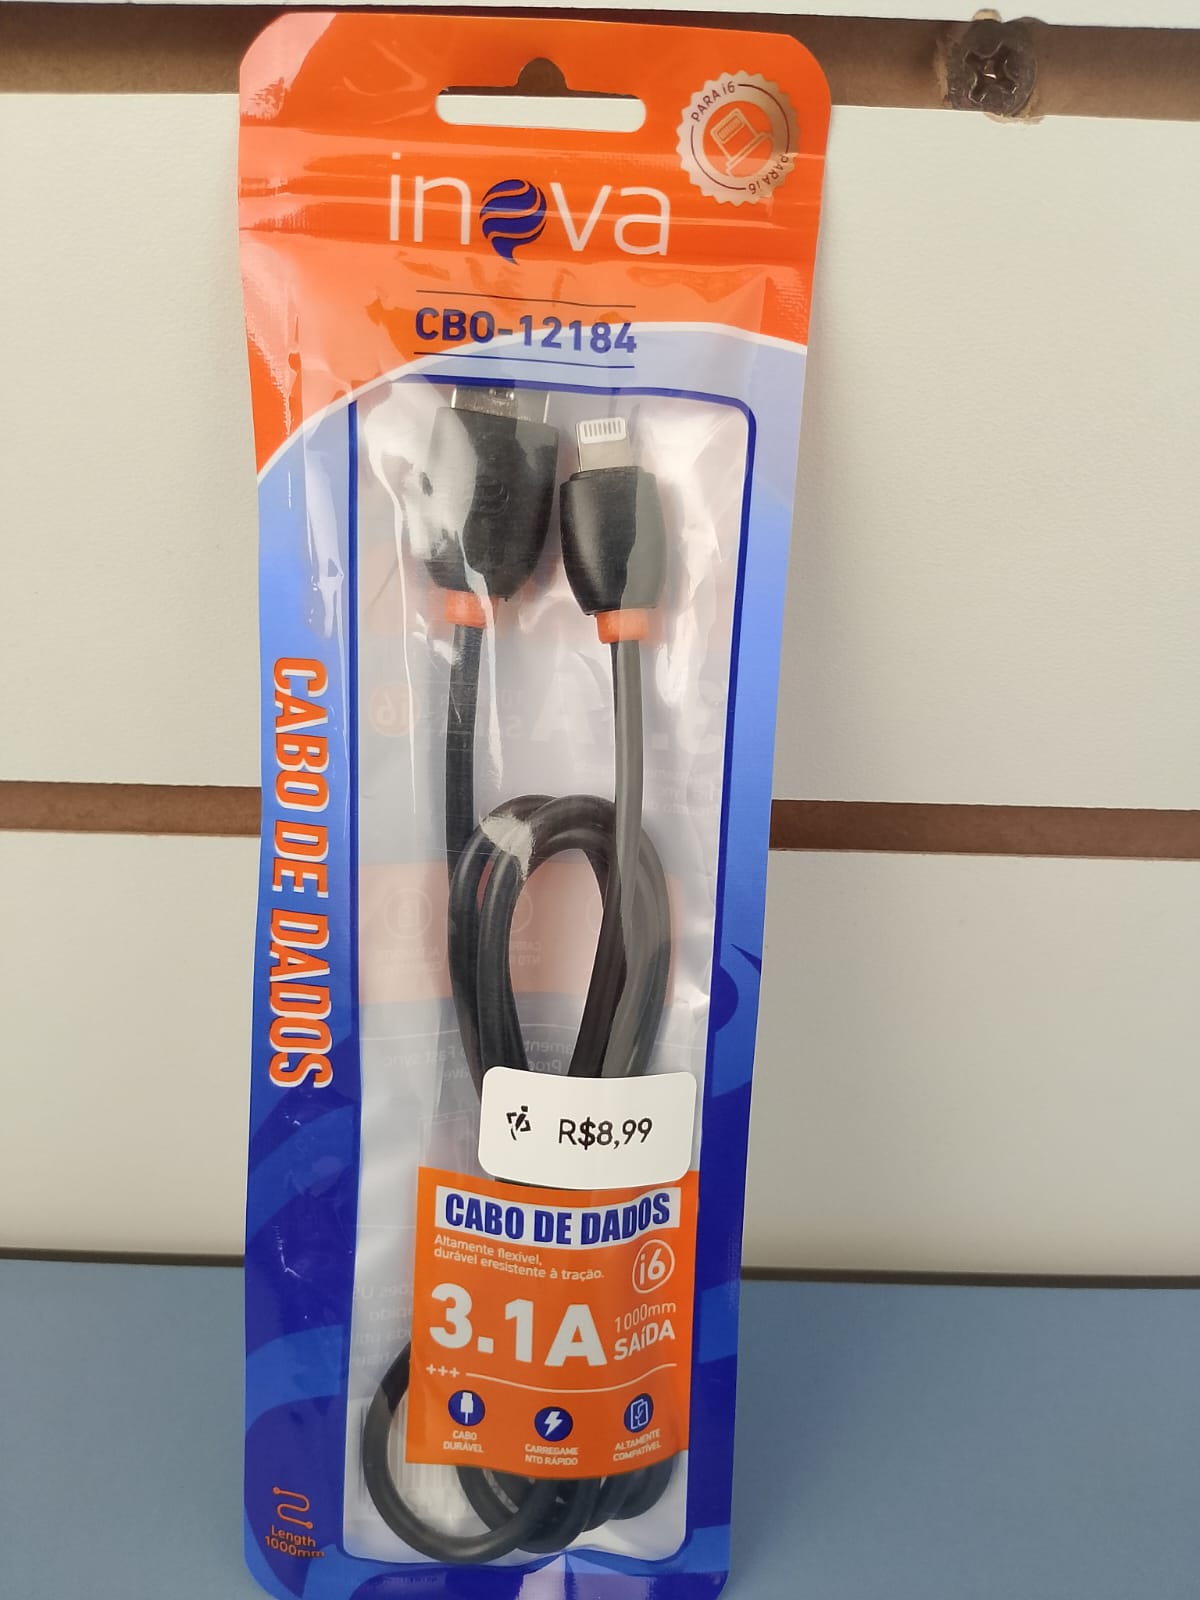 PARA i6
PARA i6
inova
CBO-12184
CABO DE DADOS
R$8,99
CABO DE DADOS
Altamente flexível,
durável eresistente à tração.
i6
3.1A
1000mm
SAÍDA
+++
CABO
DURÁVEL
CARREGAME
NTO RÁPIDO
ALTAMENTE
COMPATÍVEL
Length
1000mm